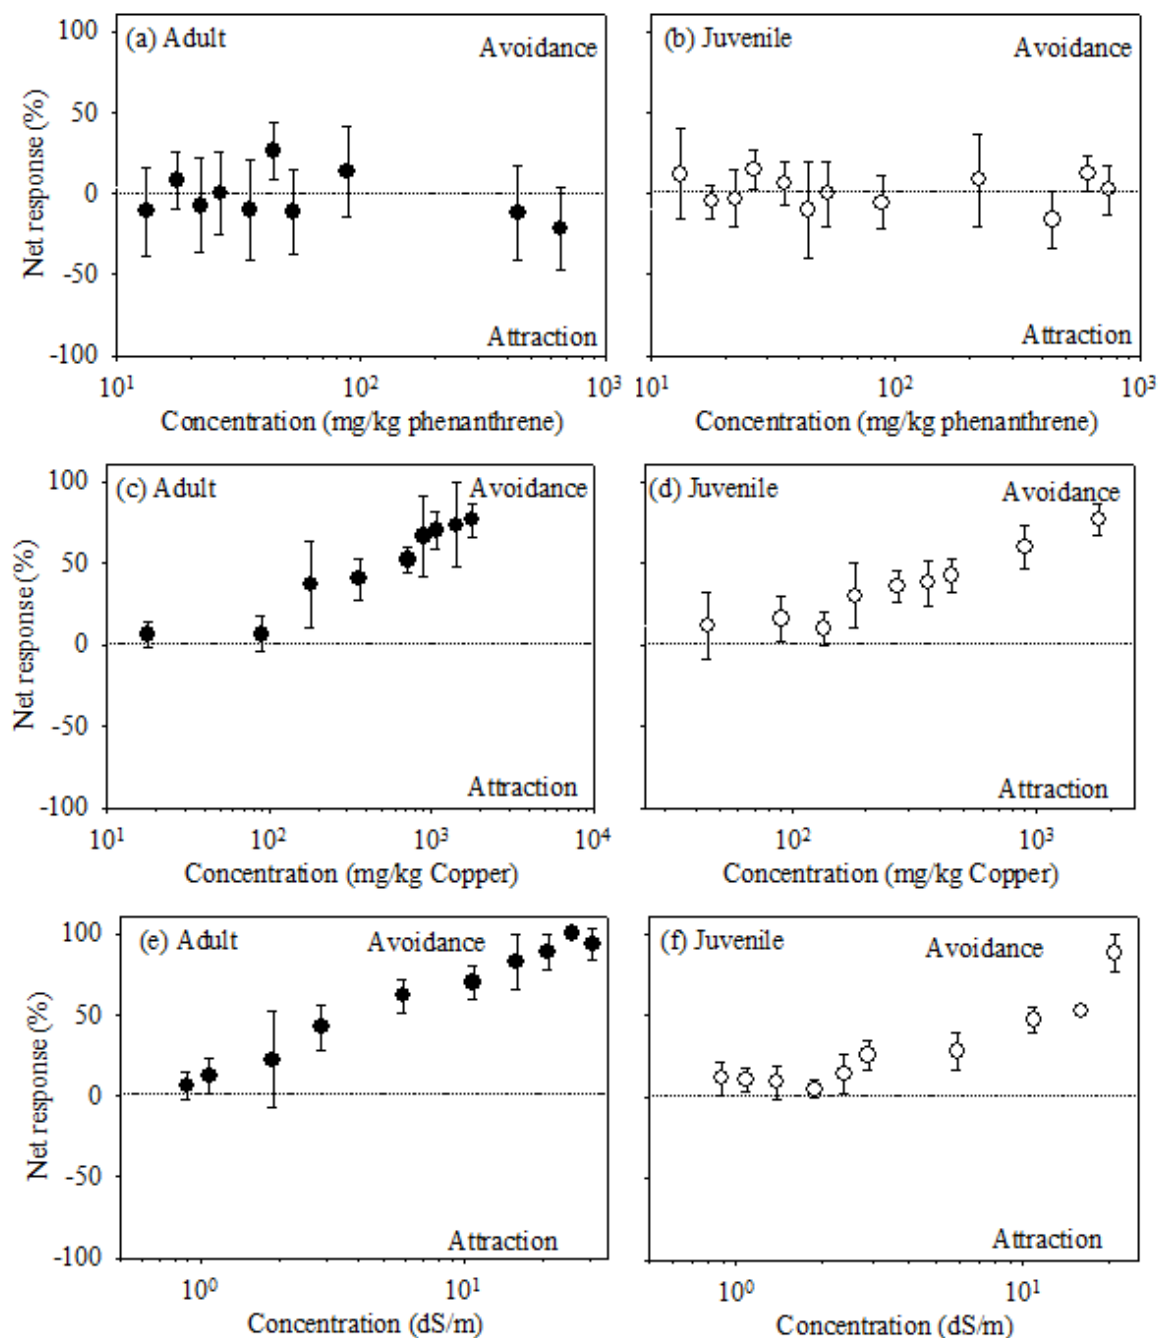 (a) Adult
Avoidance
100
50
0
-50
-100
Net response (%)
Attraction
10¹ 10² 10³
Concentration (mg/kg phenanthrene)
(b) Juvenile
Avoidance
Attraction
10¹ 10² 10³
Concentration (mg/kg phenanthrene)
(c) Adult
Avoidance
100
50
0
-50
-100
Net response (%)
Attraction
10¹ 10² 10³ 10⁴
Concentration (mg/kg Copper)
(d) Juvenile
Avoidance
Attraction
10² 10³
Concentration (mg/kg Copper)
(e) Adult
Avoidance
100
50
0
-50
-100
Net response (%)
Attraction
10⁰ 10¹
Concentration (dS/m)
(f) Juvenile
Avoidance
Attraction
10⁰ 10¹
Concentration (dS/m)